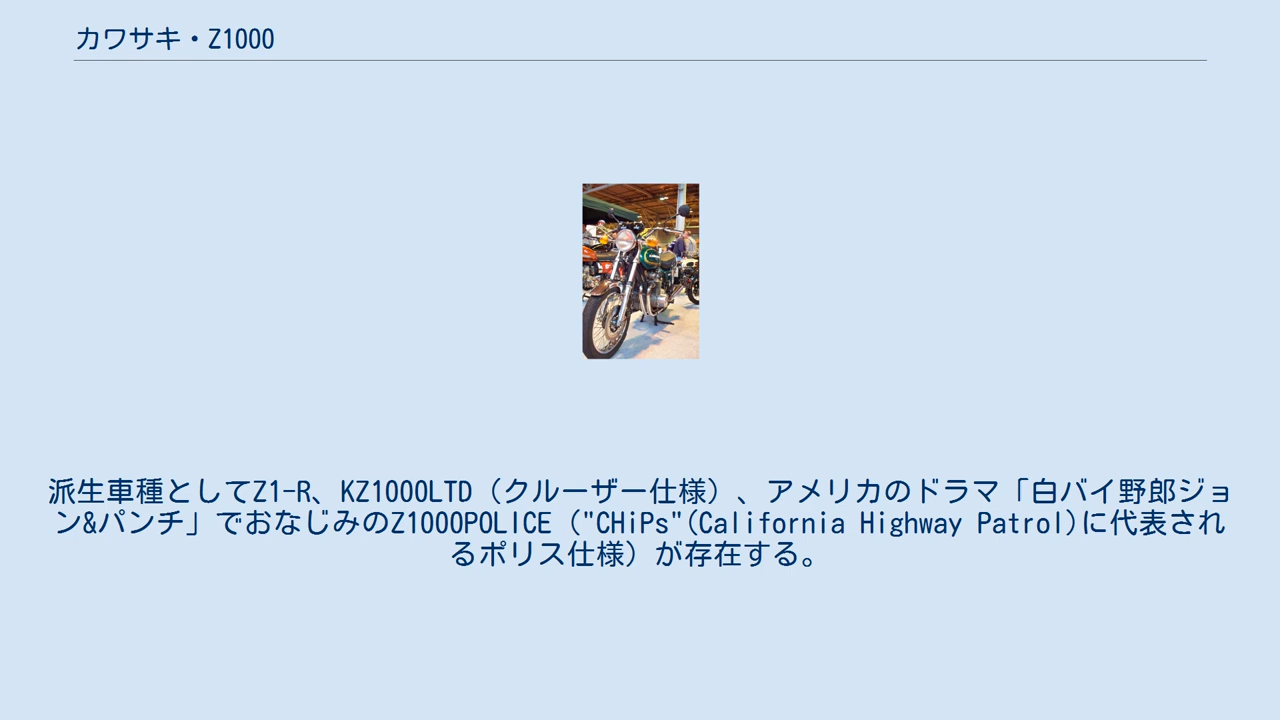 カワサキ・Z1000
派生車種としてZ1-R、KZ1000LTD（クルーザー仕様）、アメリカのドラマ「白バイ野郎ジョ
ン&パンチ」でおなじみのZ1000POLICE（"CHiPs"(California Highway Patrol)に代表され
るポリス仕様）が存在する。